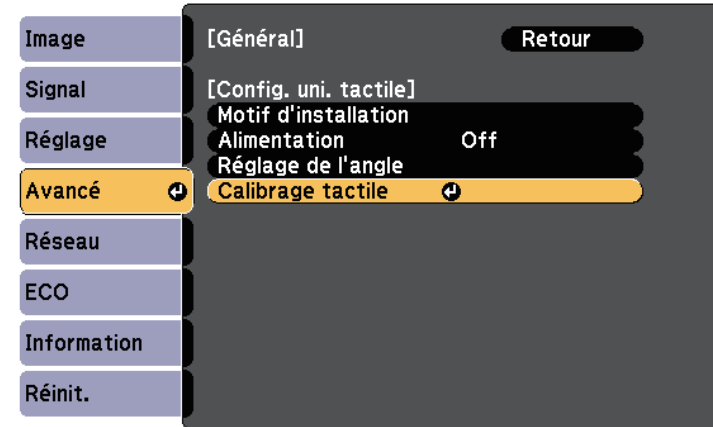 Image
Signal
Réglage
Avancé
Réseau
ECO
Information
Réinit.
[Général] Retour
[Config. uni. tactile]
Motif d'installation
Alimentation Off
Réglage de l'angle
Calibrage tactile